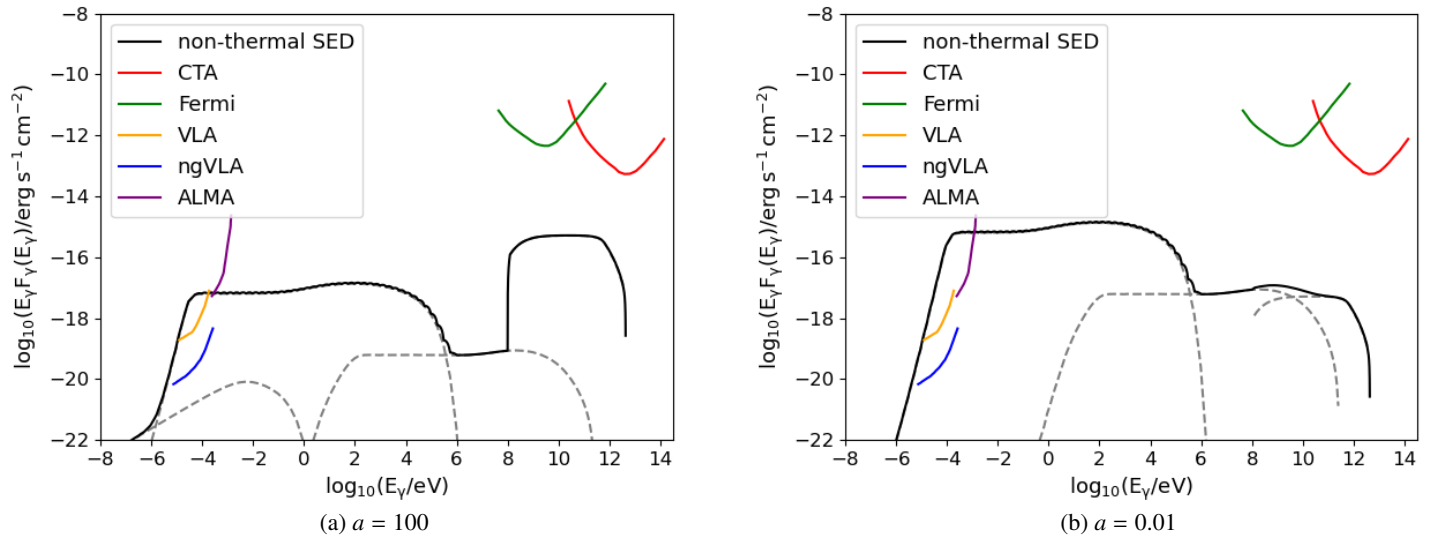 non-thermal SED
CTA
Fermi
VLA
ngVLA
ALMA
−8
−10
−12
−14
−16
−18
−20
−22
log₁₀(EᵧFᵧ(Eᵧ)/erg s⁻¹ cm⁻²)
−8 −6 −4 −2 0 2 4 6 8 10 12 14
log₁₀(Eᵧ/eV)
(a) a = 100
non-thermal SED
CTA
Fermi
VLA
ngVLA
ALMA
−8
−10
−12
−14
−16
−18
−20
−22
log₁₀(EᵧFᵧ(Eᵧ)/erg s⁻¹ cm⁻²)
−8 −6 −4 −2 0 2 4 6 8 10 12 14
log₁₀(Eᵧ/eV)
(b) a = 0.01